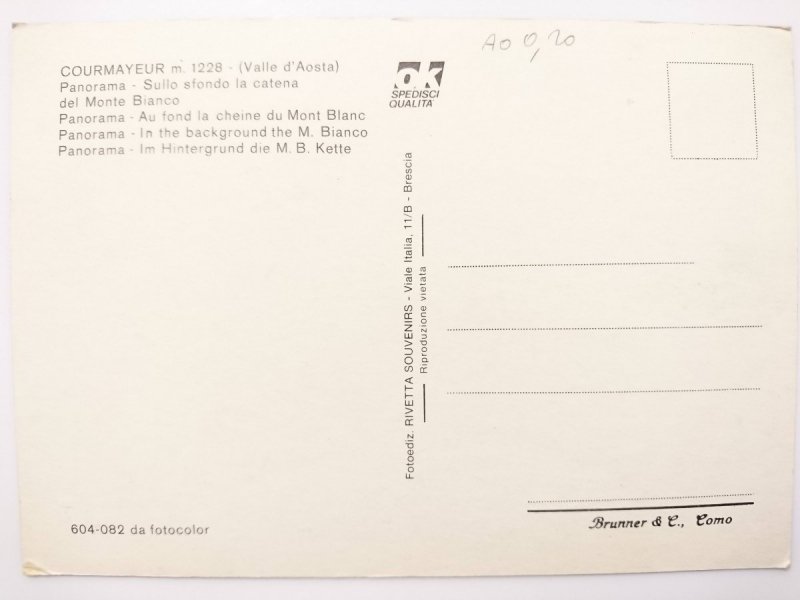 COURMAYEUR m. 1228 - (Valle d'Aosta)
Panorama - Sullo sfondo la catena
del Monte Bianco
Panorama - Au fond la cheine du Mont Blanc
Panorama - In the background the M. Bianco
Panorama - Im Hintergrund die M. B. Kette
AO 0,20
ok
SPEDISCI
QUALITA
Fotoediz. RIVETTA SOUVENIRS - Viale Italia, 11/B - Brescia
Riproduzione vietata
604-082 da fotocolor
Brunner & C., Como